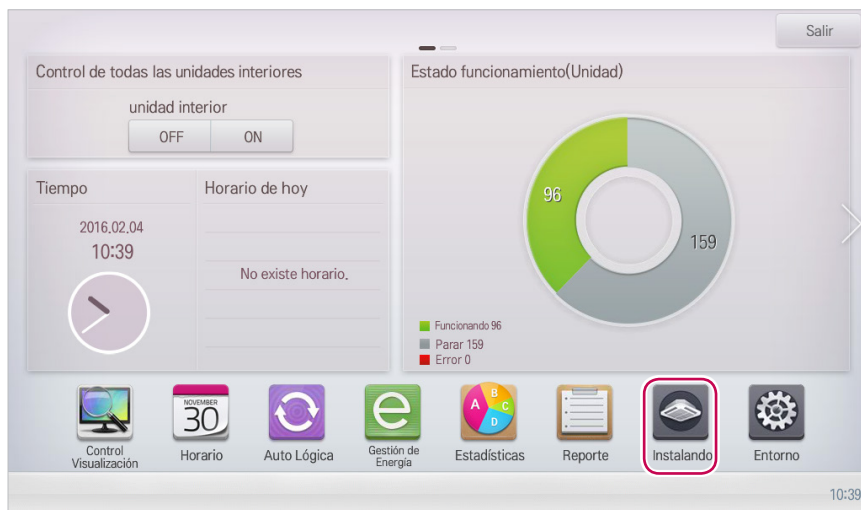 Salir
Control de todas las unidades interiores
unidad interior
OFF ON
Estado funcionamiento(Unidad)
96
159
Funcionando 96
Parar 159
Error 0
Tiempo
2016.02.04
10:39
Horario de hoy
No existe horario.
NOVEMBER
30
e
A B C D
Control
Visualización
Horario
Auto Lógica
Gestión de
Energía
Estadísticas
Reporte
Instalando
Entorno
10:39